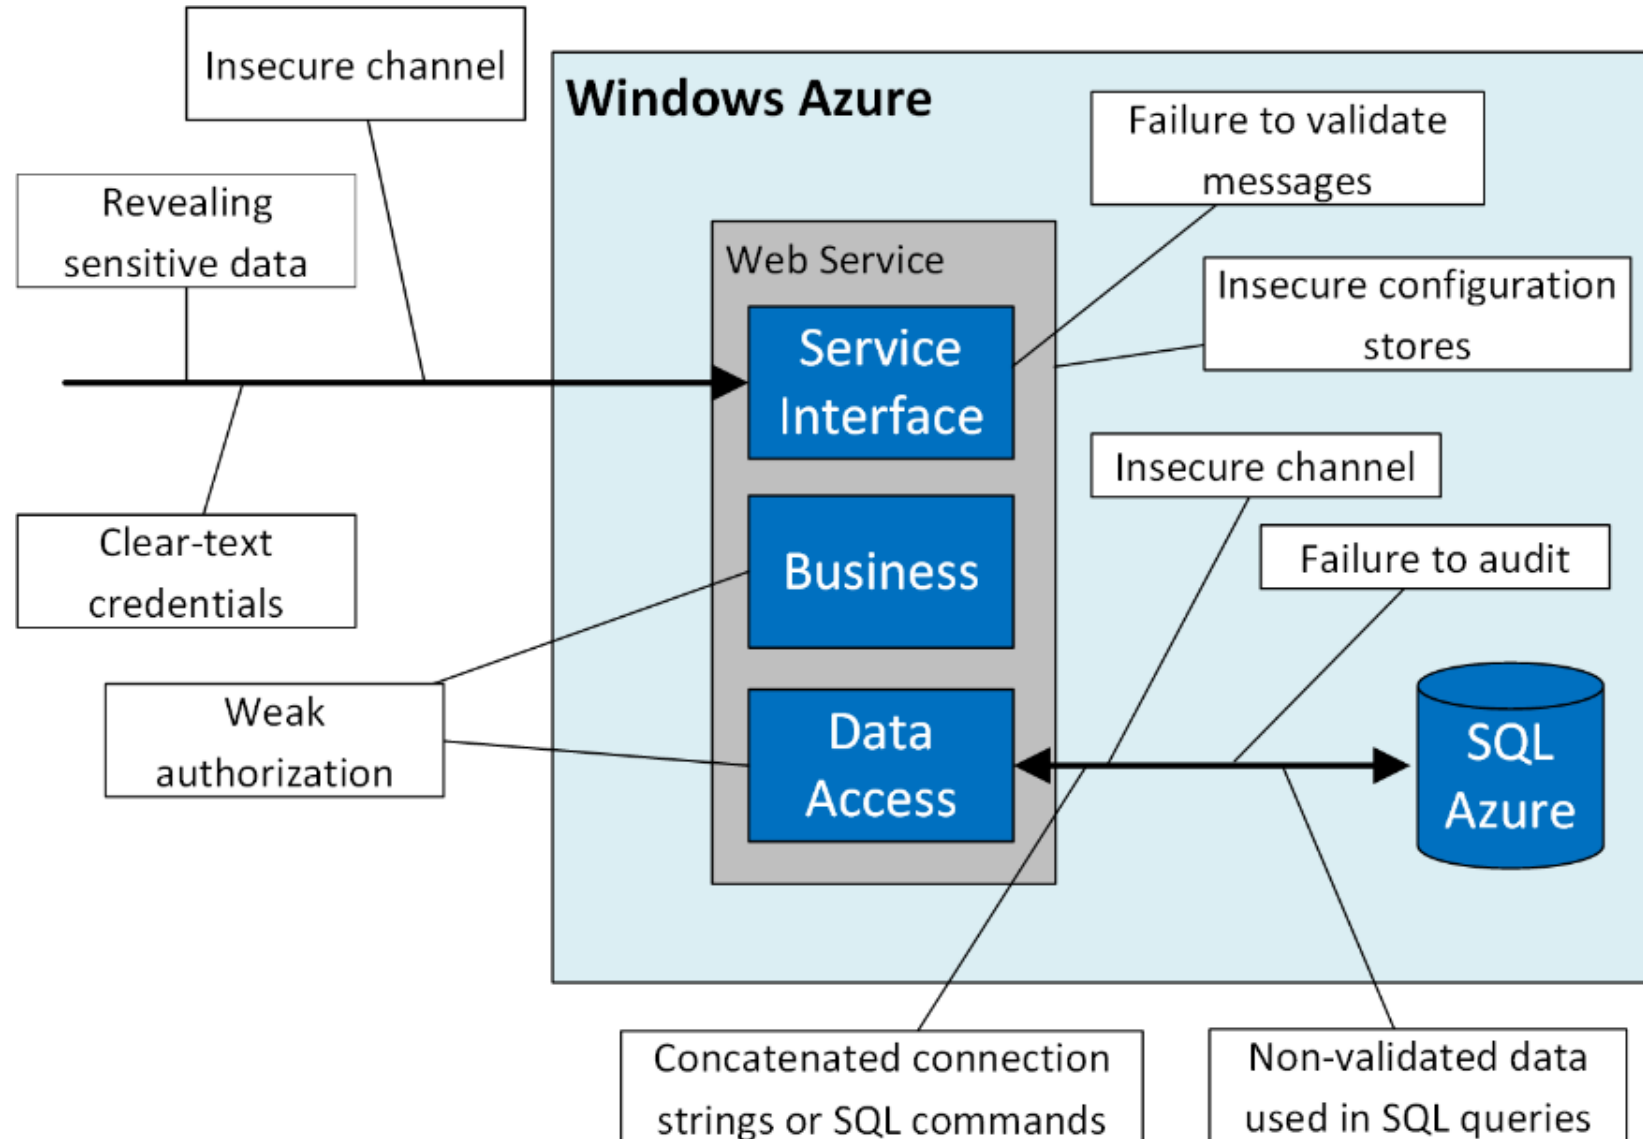 Insecure channel
Windows Azure
Failure to validate
messages
Revealing
sensitive data
Web Service
Insecure configuration
stores
Service
Interface
Insecure channel
Clear-text
credentials
Business
Failure to audit
Weak
authorization
Data
Access
SQL
Azure
Concatenated connection
strings or SQL commands
Non-validated data
used in SQL queries